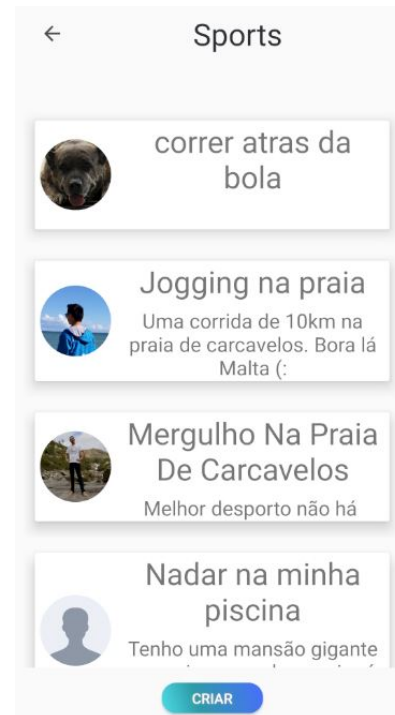 Sports
correr atras da
bola
Jogging na praia
Uma corrida de 10km na
praia de carcavelos. Bora lá
Malta (:
Mergulho Na Praia
De Carcavelos
Melhor desporto não há
Nadar na minha
piscina
Tenho uma mansão gigante
CRIAR